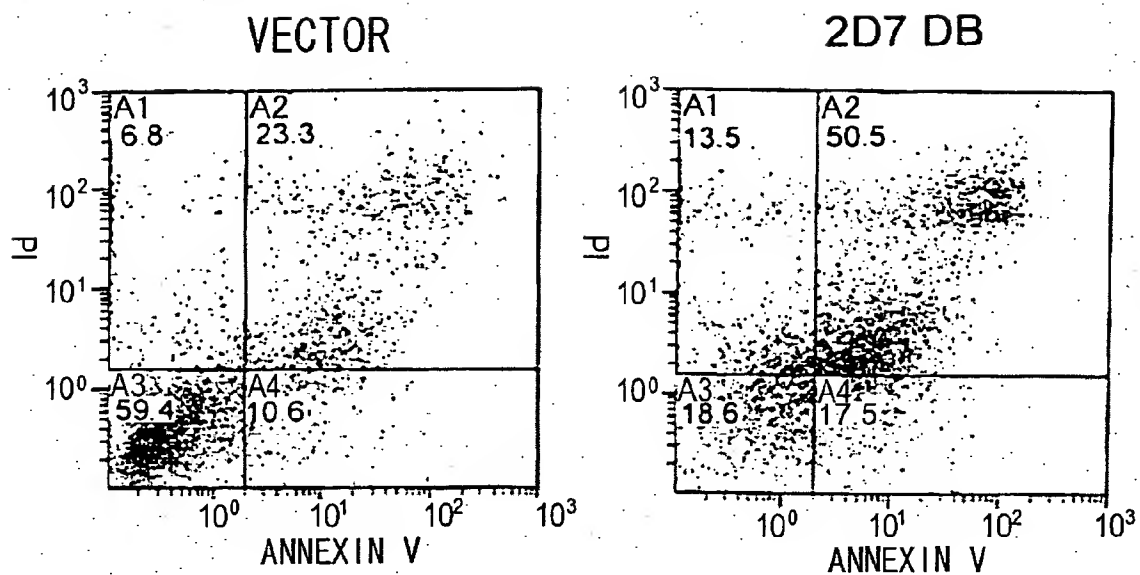 VECTOR
10³
A1
6.8
A2
23.3
10²
PI
10¹
10⁰
A3
59.4
A4
10.6
10⁰ 10¹ 10² 10³
ANNEXIN V
2D7 DB
10³
A1
13.5
A2
50.5
10²
PI
10¹
10⁰
A3
18.6
A4
17.5
10⁰ 10¹ 10² 10³
ANNEXIN V